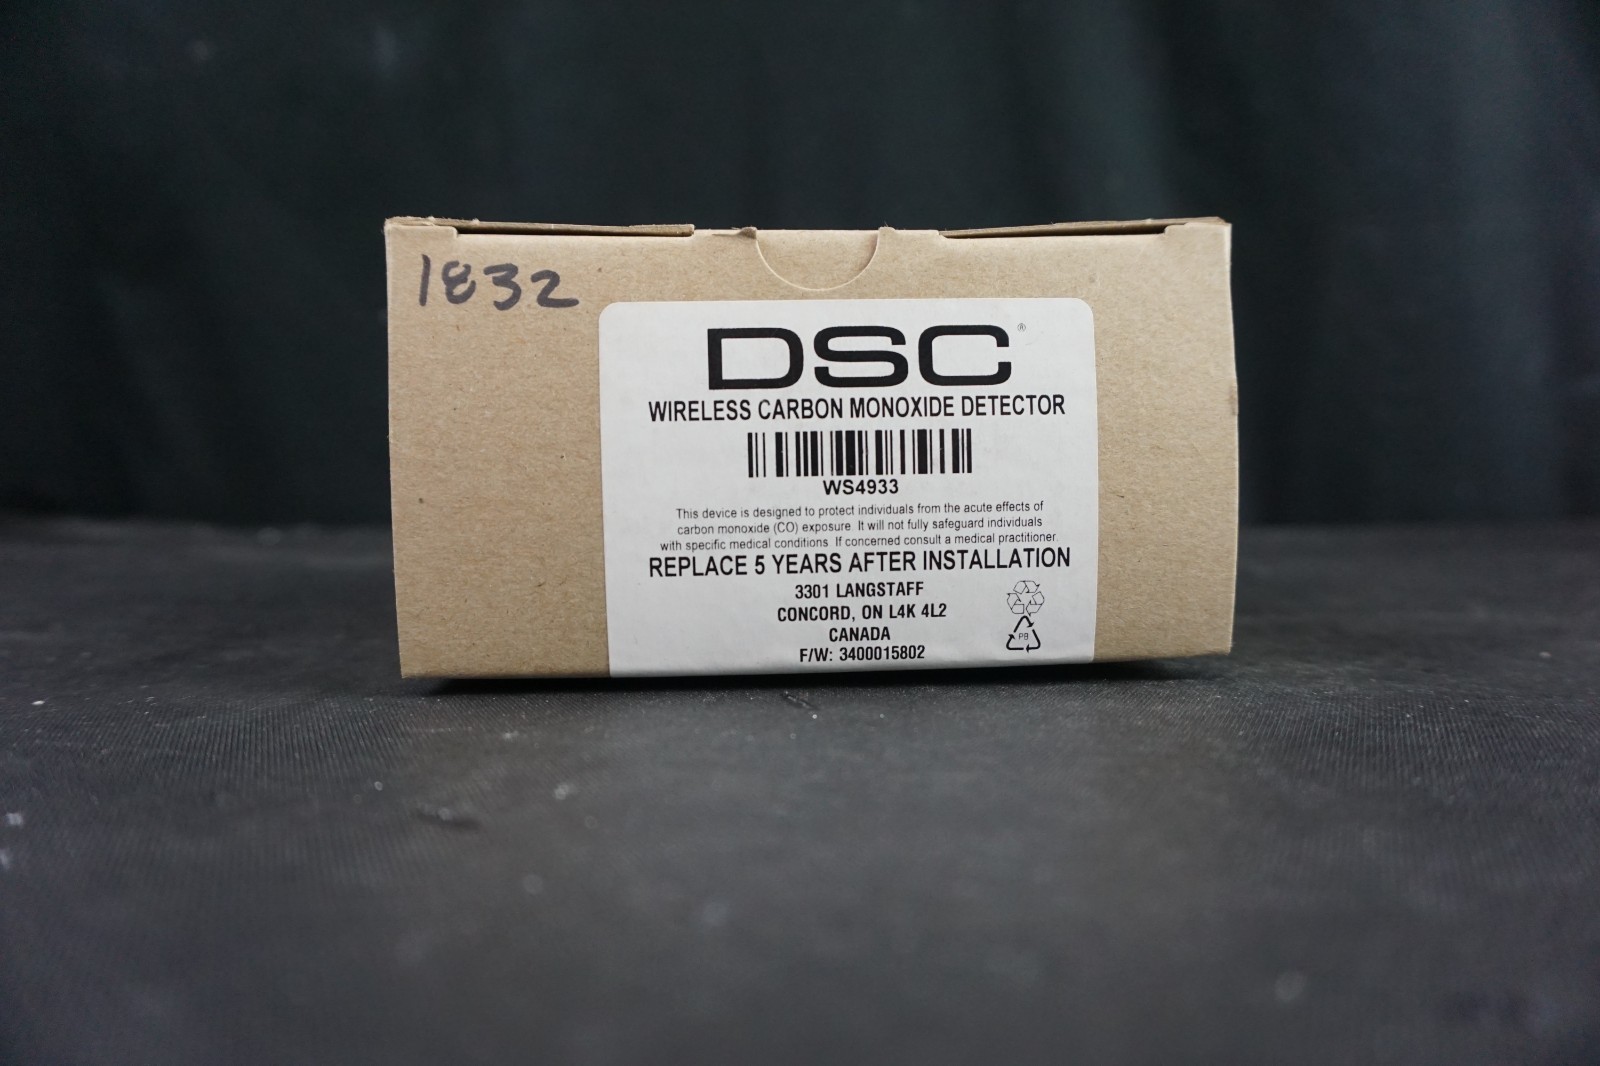 1832
DSC®
WIRELESS CARBON MONOXIDE DETECTOR
WS4933
This device is designed to protect individuals from the acute effects of
carbon monoxide (CO) exposure. It will not fully safeguard individuals
with specific medical conditions. If concerned consult a medical practitioner.
REPLACE 5 YEARS AFTER INSTALLATION
3301 LANGSTAFF
CONCORD, ON L4K 4L2
CANADA
F/W: 3400015802
PB